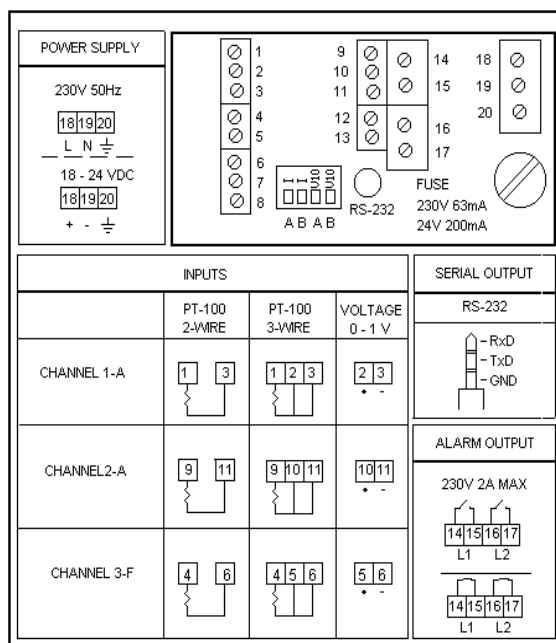 POWER SUPPLY
230V 50Hz
18 19 20
L N
18 - 24 VDC
18 19 20
+ -
1
2
3
4
5
6
7
8
9
10
11
12
13
14
15
16
17
18
19
20
I I U10 U10
A B A B
RS-232
FUSE
230V 63mA
24V 200mA
INPUTS
PT-100
2-WIRE
PT-100
3-WIRE
VOLTAGE
0 - 1 V
CHANNEL 1-A
1 3
1 2 3
2 3
+ -
CHANNEL2-A
9 11
9 10 11
10 11
+ -
CHANNEL 3-F
4 6
4 5 6
5 6
+ -
SERIAL OUTPUT
RS-232
- RxD
- TxD
- GND
ALARM OUTPUT
230V 2A MAX
14 15 16 17
L1 L2
14 15 16 17
L1 L2